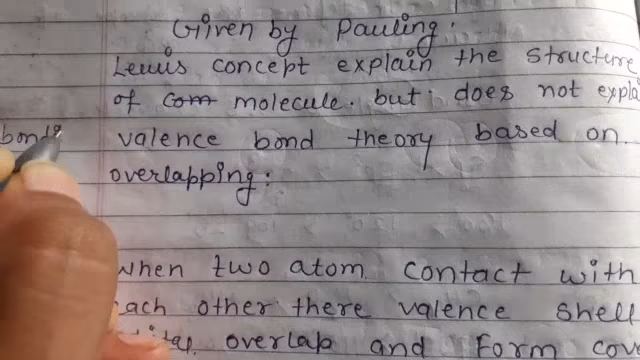 Given by Pauling:
Lewis concept explain the structure
of com molecule. but does not expla
bondi valence bond theory based on
overlapping:
When two atom contact with
each other there valence shell
overlap and form cov